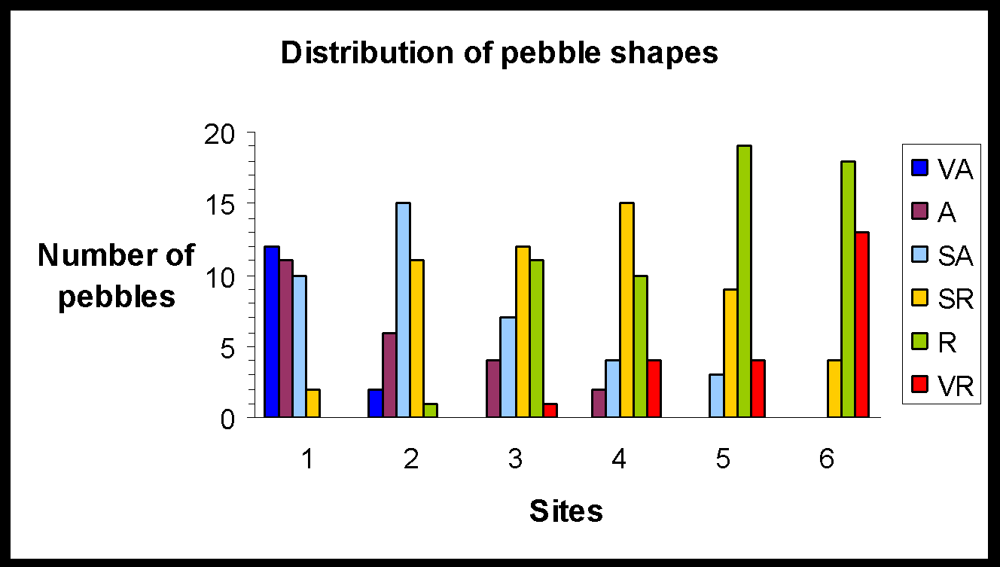 Distribution of pebble shapes
20
15
10
5
0
Number of
pebbles
1 2 3 4 5 6
Sites
VA
A
SA
SR
R
VR